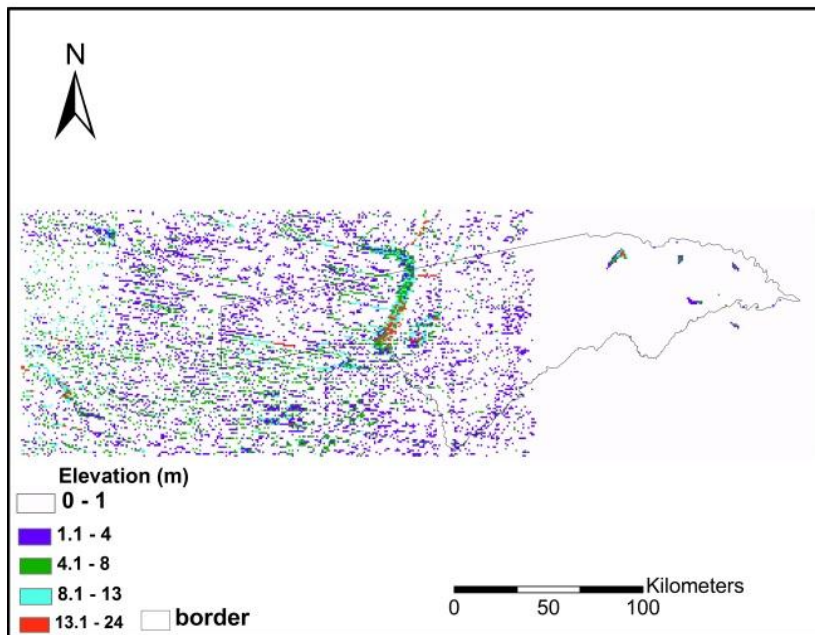 N
Elevation (m)
0 - 1
1.1 - 4
4.1 - 8
8.1 - 13
13.1 - 24
border
Kilometers
0 50 100